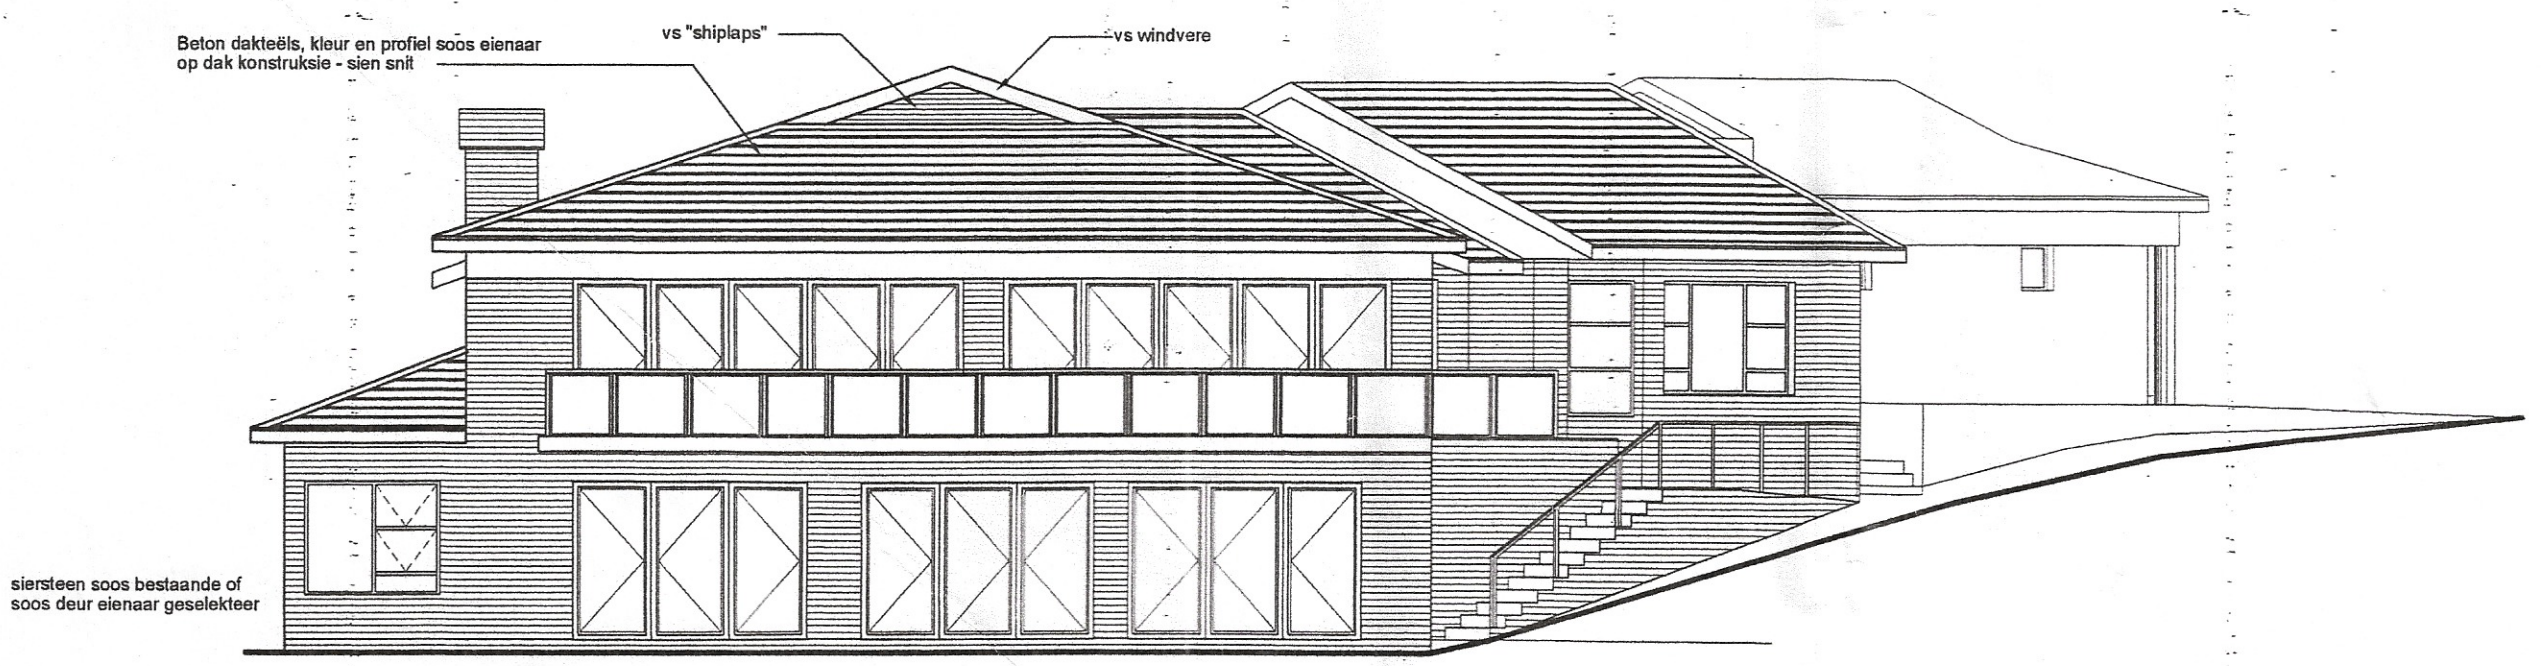 Beton dakteëls, kleur en profiel soos eienaar
op dak konstruksie - sien snit
vs "shiplaps"
vs windvere
siersteen soos bestaande of
soos deur eienaar geselekteer